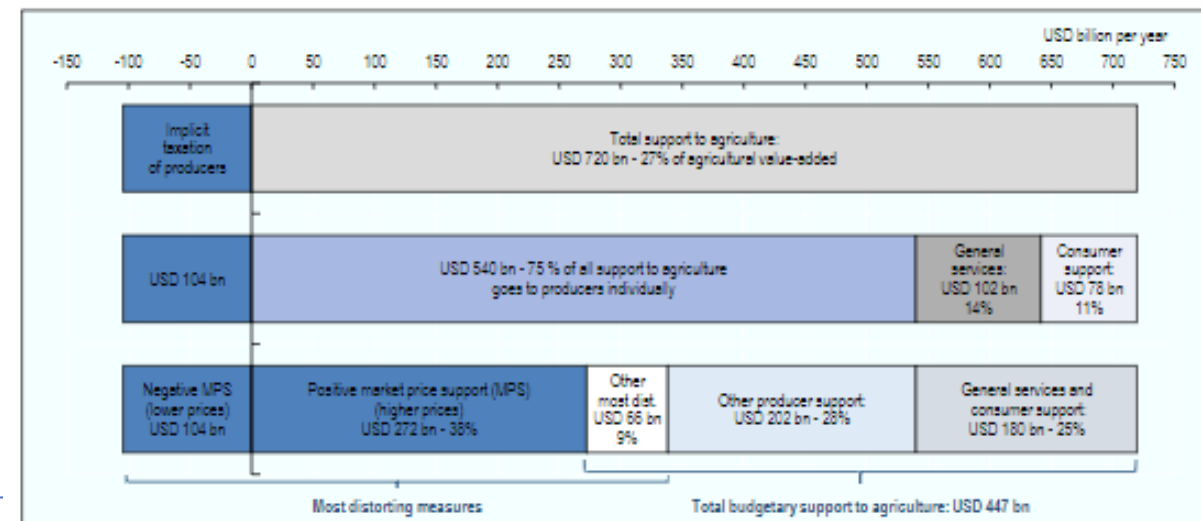 USD billion per year
-150 -100 -50 0 50 100 150 200 250 300 350 400 450 500 550 600 650 700 750
Implicit
taxation
of producers
Total support to agriculture:
USD 720 bn - 27% of agricultural value-added
USD 104 bn
USD 540 bn - 75 % of all support to agriculture
goes to producers individually
General
services:
USD 102 bn
14%
Consumer
support:
USD 78 bn
11%
Negative MPS
(lower prices)
USD 104 bn
Positive market price support (MPS)
(higher prices)
USD 272 bn - 38%
Other
most dist.
USD 66 bn
9%
Other producer support:
USD 202 bn - 28%
General services and
consumer support:
USD 180 bn - 25%
Most distorting measures
Total budgetary support to agriculture: USD 447 bn